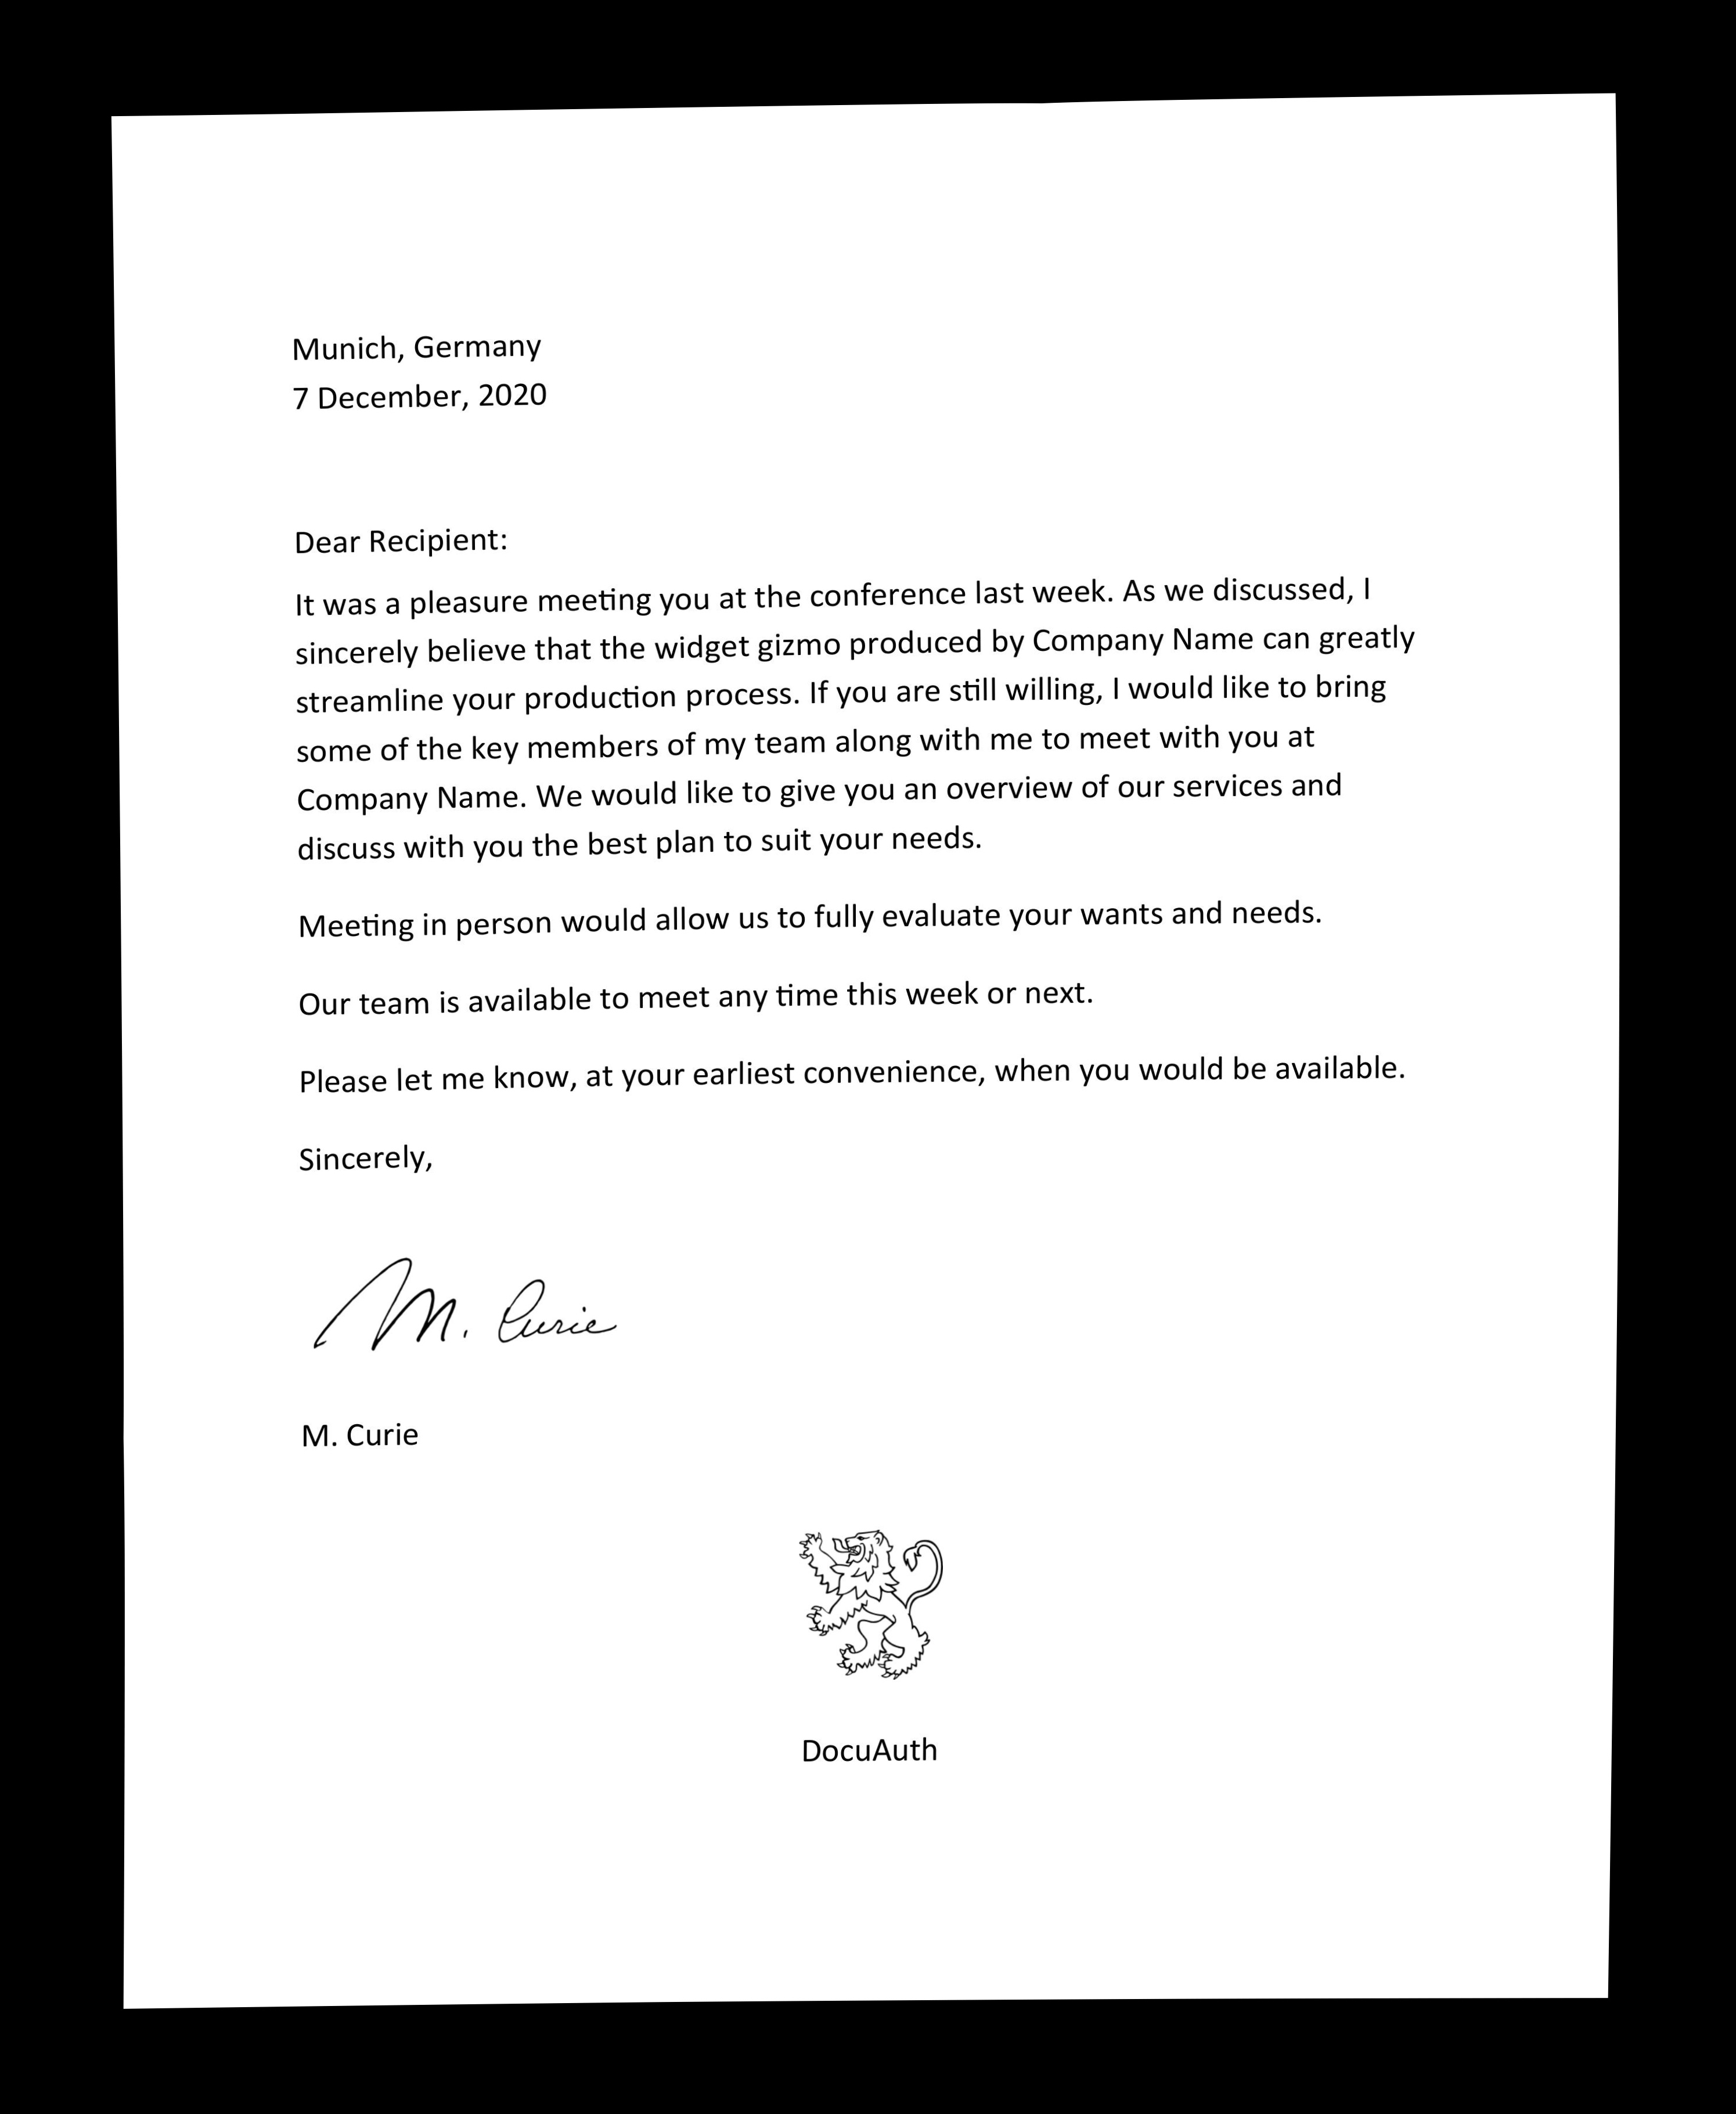 Munich, Germany
7 December, 2020
Dear Recipient:
It was a pleasure meeting you at the conference last week. As we discussed, I
sincerely believe that the widget gizmo produced by Company Name can greatly
streamline your production process. If you are still willing, I would like to bring
some of the key members of my team along with me to meet with you at
Company Name. We would like to give you an overview of our services and
discuss with you the best plan to suit your needs.
Meeting in person would allow us to fully evaluate your wants and needs.
Our team is available to meet any time this week or next.
Please let me know, at your earliest convenience, when you would be available.
Sincerely,
M. Curie
M. Curie
DocuAuth